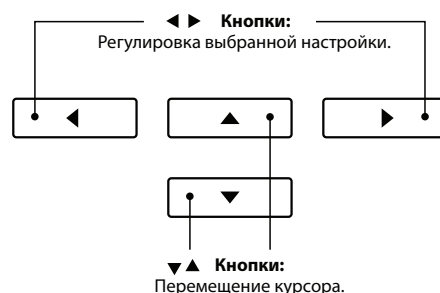 ◀ ▶ Кнопки:
Регулировка выбранной настройки.
◀ ▲ ▶
▼
▼ ▲ Кнопки:
Перемещение курсора.